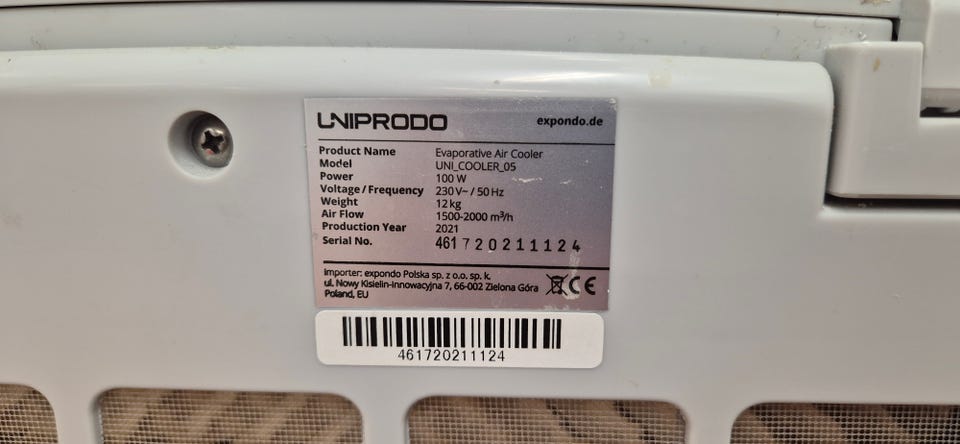 UNIPRODO expondo.de
Product Name Evaporative Air Cooler
Model UNI_COOLER_05
Power 100 W
Voltage / Frequency 230 V~ / 50 Hz
Weight 12 kg
Air Flow 1500-2000 m³/h
Production Year 2021
Serial No. 461720211124
importer: expondo Polska sp. z o.o. sp. k.
ul. Nowy Kisielin-Innowacyjna 7, 66-002 Zielona Góra CE
Poland, EU
461720211124